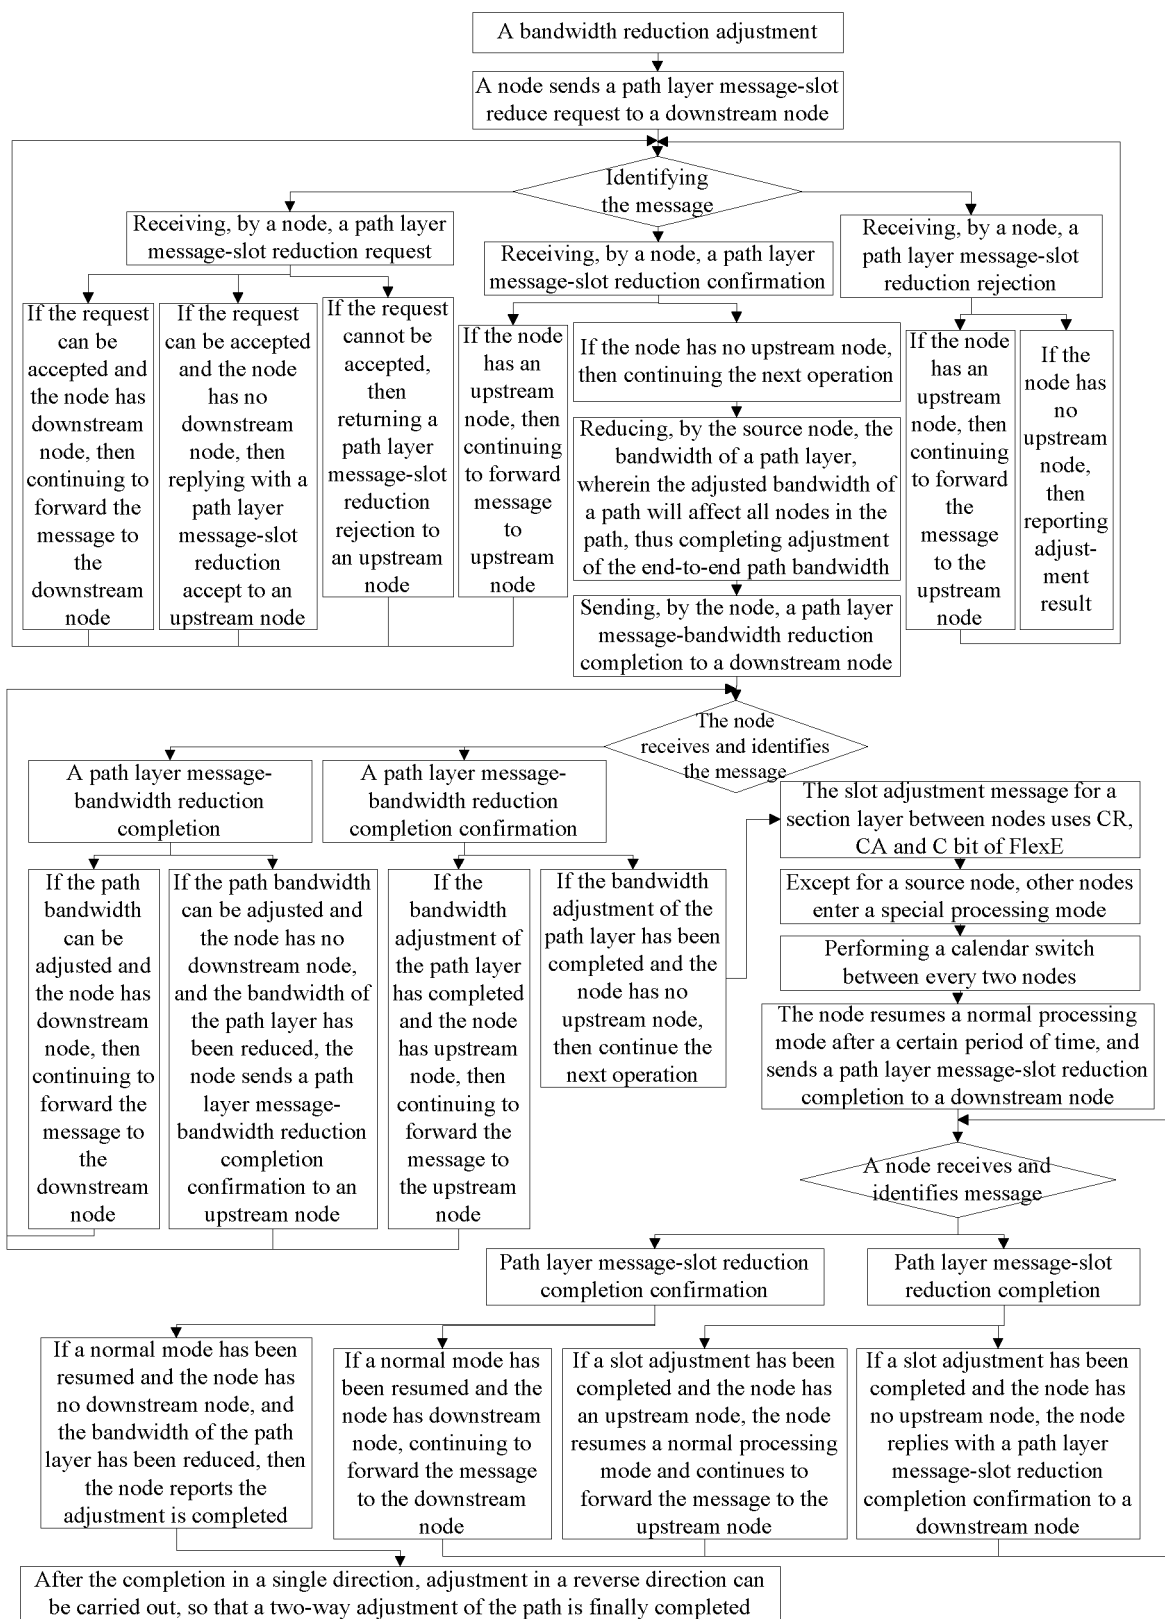 A bandwidth reduction adjustment
A node sends a path layer message-slot
reduce request to a downstream node
Identifying
the message
Receiving, by a node, a path layer
message-slot reduction request
Receiving, by a node, a path layer
message-slot reduction confirmation
Receiving, by a node, a
path layer message-slot
reduction rejection
If the request
can be
accepted and
the node has
downstream
node, then
continuing to
forward the
message to
the
downstream
node
If the request
can be accepted
and the node
has no
downstream
node, then
replying with a
path layer
message-slot
reduction
accept to an
upstream node
If the request
cannot be
accepted,
then
returning a
path layer
message-slot
reduction
rejection to
an upstream
node
If the node
has an
upstream
node, then
continuing
to forward
message
to
upstream
node
If the node has no upstream node,
then continuing the next operation
Reducing, by the source node, the
bandwidth of a path layer,
wherein the adjusted bandwidth of
a path will affect all nodes in the
path, thus completing adjustment
of the end-to-end path bandwidth
Sending, by the node, a path layer
message-bandwidth reduction
completion to a downstream node
If the node
has an
upstream
node, then
continuing
to forward
the
message
to the
upstream
node
If the
node has
no
upstream
node,
then
reporting
adjust-
ment
result
The node
receives and identifies
the message
A path layer message-
bandwidth reduction
completion
A path layer message-
bandwidth reduction
completion confirmation
If the path
bandwidth
can be
adjusted and
the node has
downstream
node, then
continuing to
forward the
message to
the
downstream
node
If the path bandwidth
can be adjusted and
the node has no
downstream node,
and the bandwidth of
the path layer has
been reduced, the
node sends a path
layer message-
bandwidth reduction
completion
confirmation to an
upstream node
If the
bandwidth
adjustment of
the path layer
has completed
and the node
has upstream
node, then
continuing to
forward the
message to
the upstream
node
If the bandwidth
adjustment of the
path layer has been
completed and the
node has no
upstream node,
then continue the
next operation
The slot adjustment message for a
section layer between nodes uses CR,
CA and C bit of FlexE
Except for a source node, other nodes
enter a special processing mode
Performing a calendar switch
between every two nodes
The node resumes a normal processing
mode after a certain period of time, and
sends a path layer message-slot reduction
completion to a downstream node
A node receives and
identifies message
Path layer message-slot reduction
completion confirmation
Path layer message-slot
reduction completion
If a normal mode has been
resumed and the node has
no downstream node, and
the bandwidth of the path
layer has been reduced, then
the node reports the
adjustment is completed
If a normal mode has
been resumed and the
node has downstream
node, continuing to
forward the message
to the downstream
node
If a slot adjustment has been
completed and the node has
an upstream node, the node
resumes a normal processing
mode and continues to
forward the message to the
upstream node
If a slot adjustment has been
completed and the node has
no upstream node, the node
replies with a path layer
message-slot reduction
completion confirmation to a
downstream node
After the completion in a single direction, adjustment in a reverse direction can
be carried out, so that a two-way adjustment of the path is finally completed